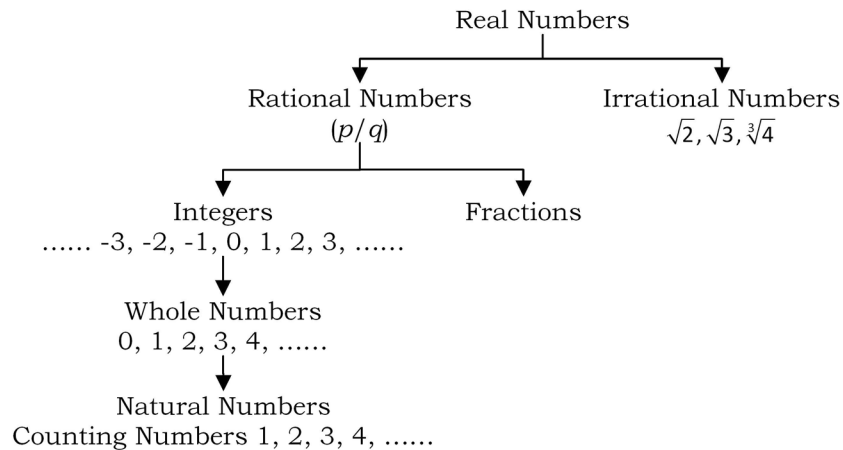 Real Numbers
Rational Numbers
(p/q)
Irrational Numbers
√2, √3, ∛4
Integers
...... -3, -2, -1, 0, 1, 2, 3, ......
Fractions
Whole Numbers
0, 1, 2, 3, 4, ......
Natural Numbers
Counting Numbers 1, 2, 3, 4, ......